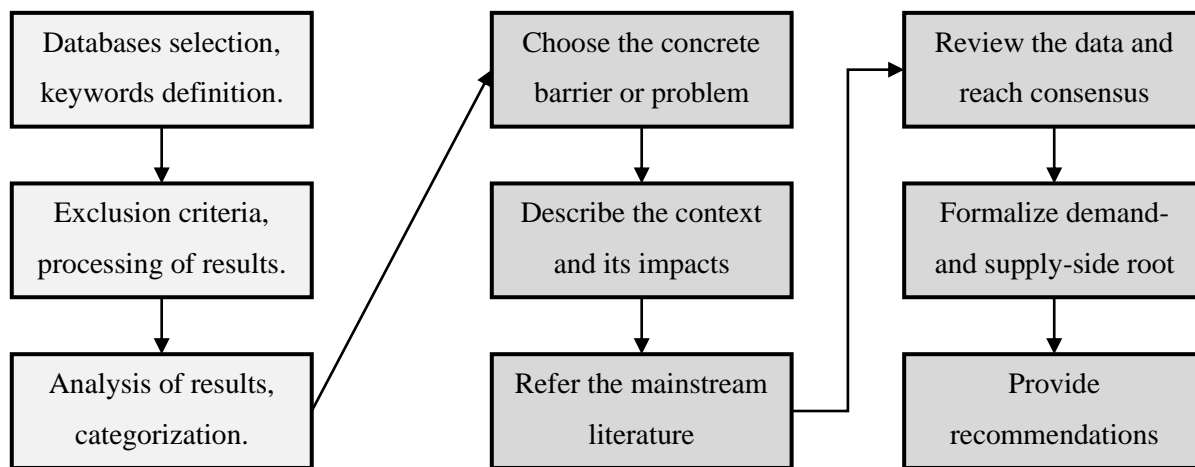 Databases selection,
keywords definition.
Exclusion criteria,
processing of results.
Analysis of results,
categorization.
Choose the concrete
barrier or problem
Describe the context
and its impacts
Refer the mainstream
literature
Review the data and
reach consensus
Formalize demand-
and supply-side root
Provide
recommendations